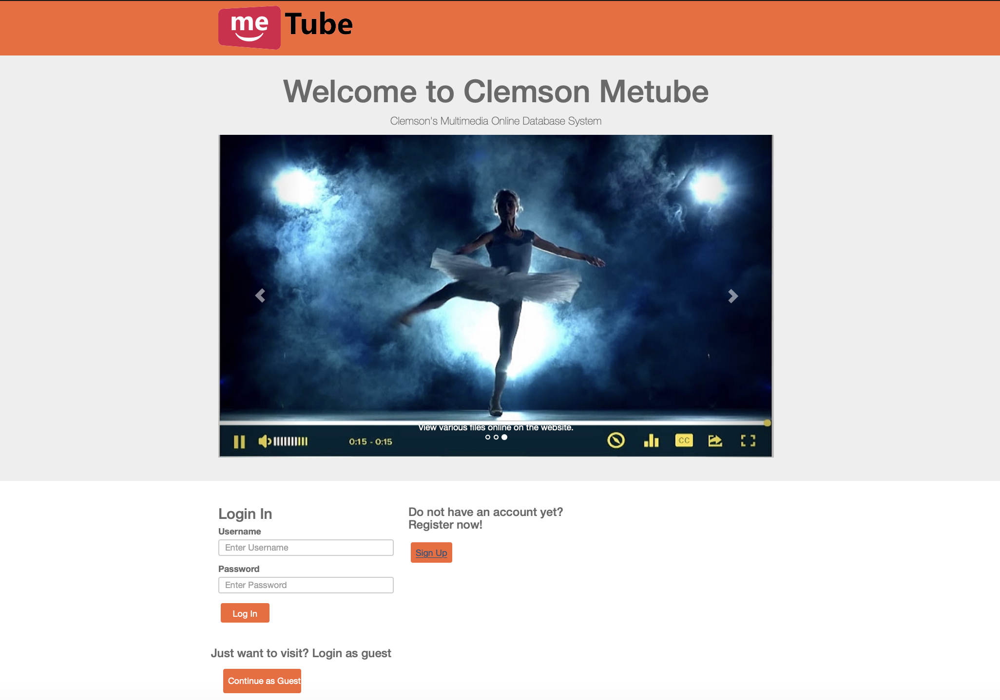 me Tube
Welcome to Clemson Metube
Clemson's Multimedia Online Database System
View various files online on the website.
0:15 - 0:15
CC
Login In
Username
Enter Username
Password
Enter Password
Log In
Do not have an account yet?
Register now!
Sign Up
Just want to visit? Login as guest
Continue as Guest